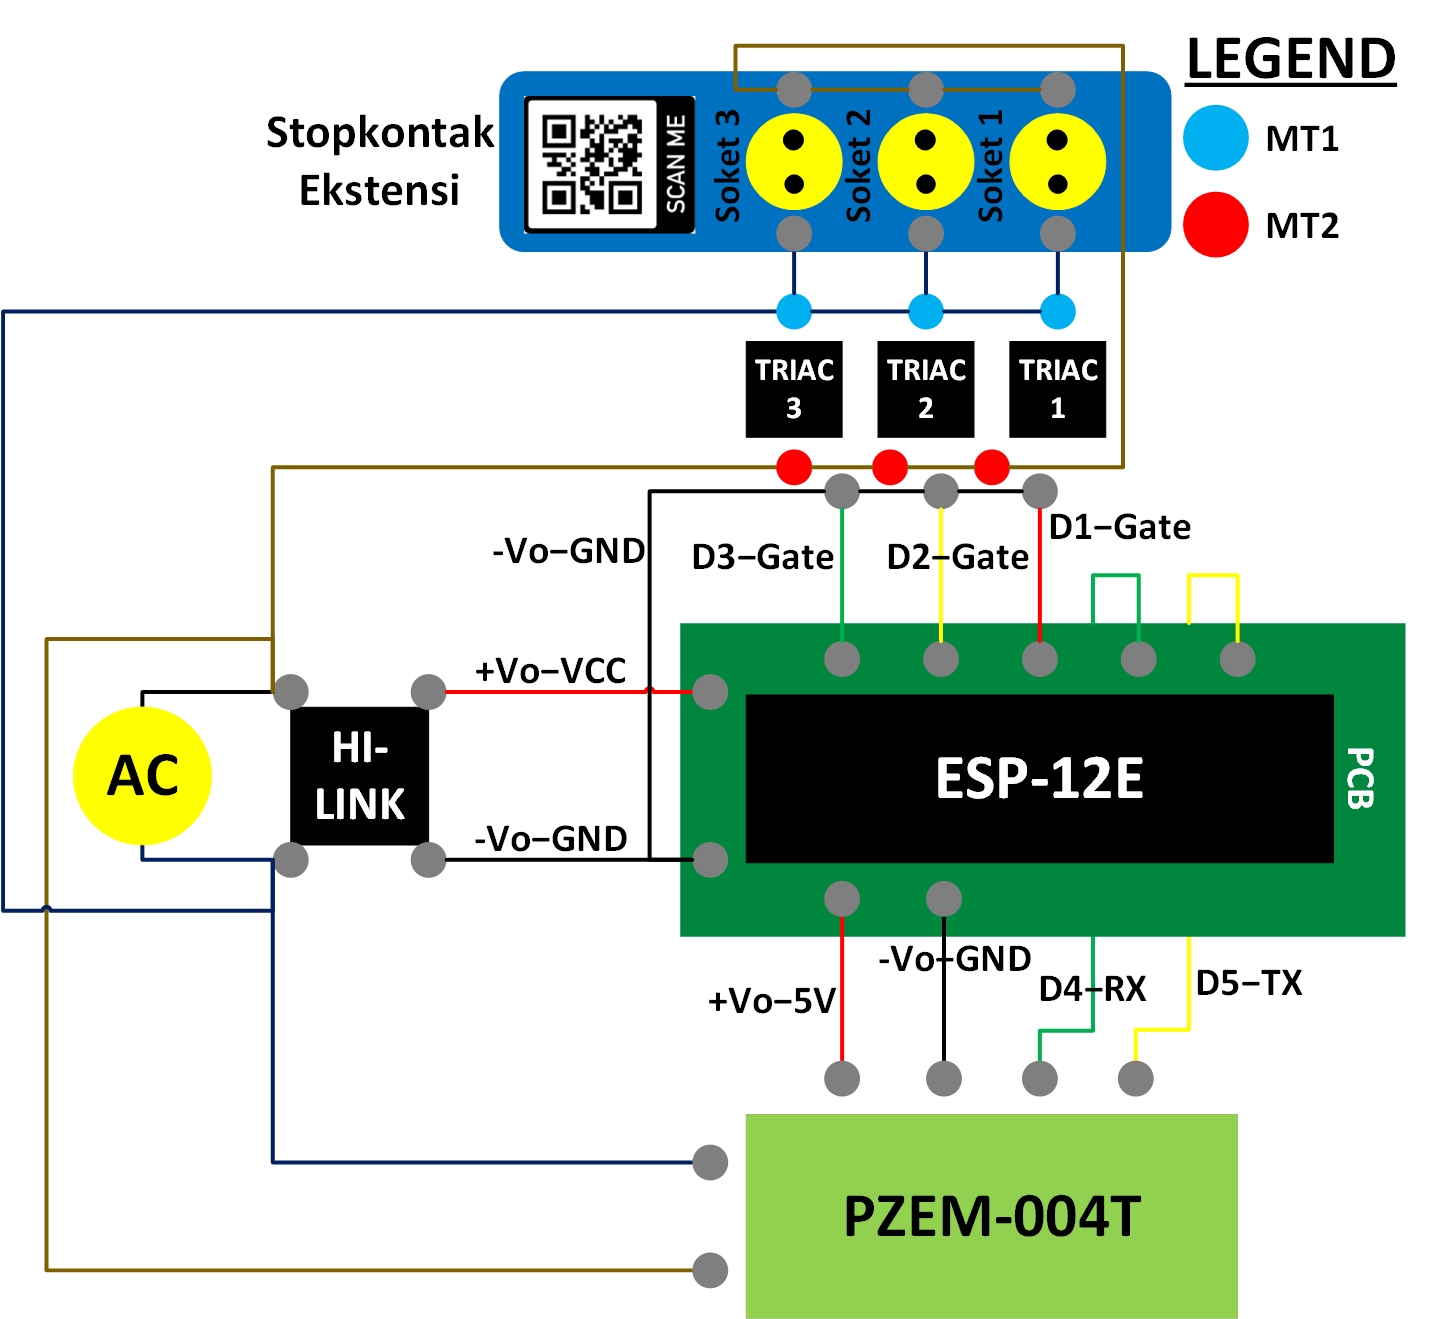 LEGEND
MT1
MT2
Stopkontak
Ekstensi
SCAN ME
Soket 3
Soket 2
Soket 1
TRIAC
3
TRIAC
2
TRIAC
1
-Vo–GND
D3–Gate
D2–Gate
D1–Gate
+Vo–VCC
AC
HI-
LINK
-Vo–GND
ESP-12E
PCB
+Vo–5V
-Vo–GND
D4–RX
D5–TX
PZEM-004T